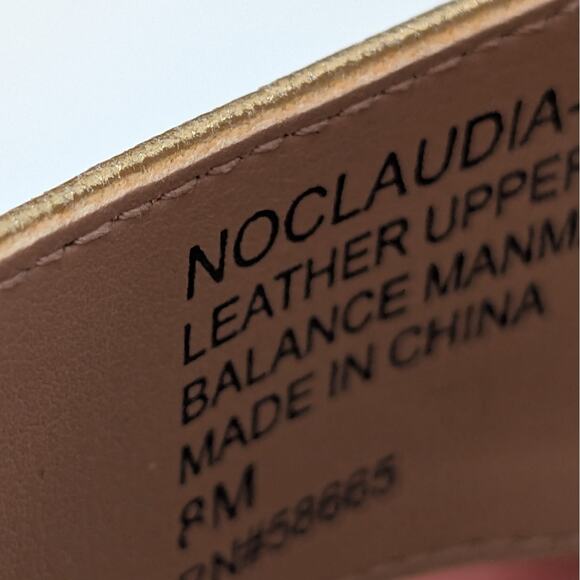 NOCLAUDIA-
LEATHER UPPER
BALANCE MANM
MADE IN CHINA
8M
RN#58665